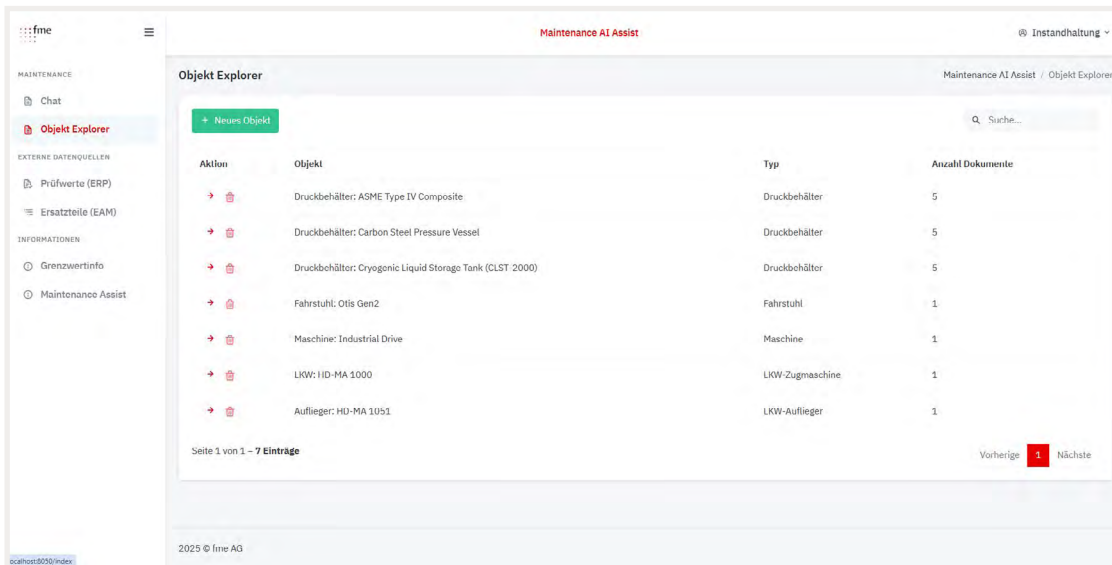 fme
Maintenance AI Assist
Instandhaltung
MAINTENANCE
Chat
Objekt Explorer
EXTERNE DATENQUELLEN
Prüfwerte (ERP)
Ersatzteile (EAM)
INFORMATIONEN
Grenzwertinfo
Maintenance Assist
Objekt Explorer
Maintenance AI Assist / Objekt Explorer
+ Neues Objekt
Suche...
Aktion Objekt Typ Anzahl Dokumente
Druckbehälter: ASME Type IV Composite Druckbehälter 5
Druckbehälter: Carbon Steel Pressure Vessel Druckbehälter 5
Druckbehälter: Cryogenic Liquid Storage Tank (CLST-2000) Druckbehälter 5
Fahrstuhl: Otis Gen2 Fahrstuhl 1
Maschine: Industrial Drive Maschine 1
LKW: HD-MA 1000 LKW-Zugmaschine 1
Auflieger: HD-MA 1051 LKW-Auflieger 1
Seite 1 von 1 – 7 Einträge
Vorherige 1 Nächste
2025 © fme AG
ocalhost:8050/index